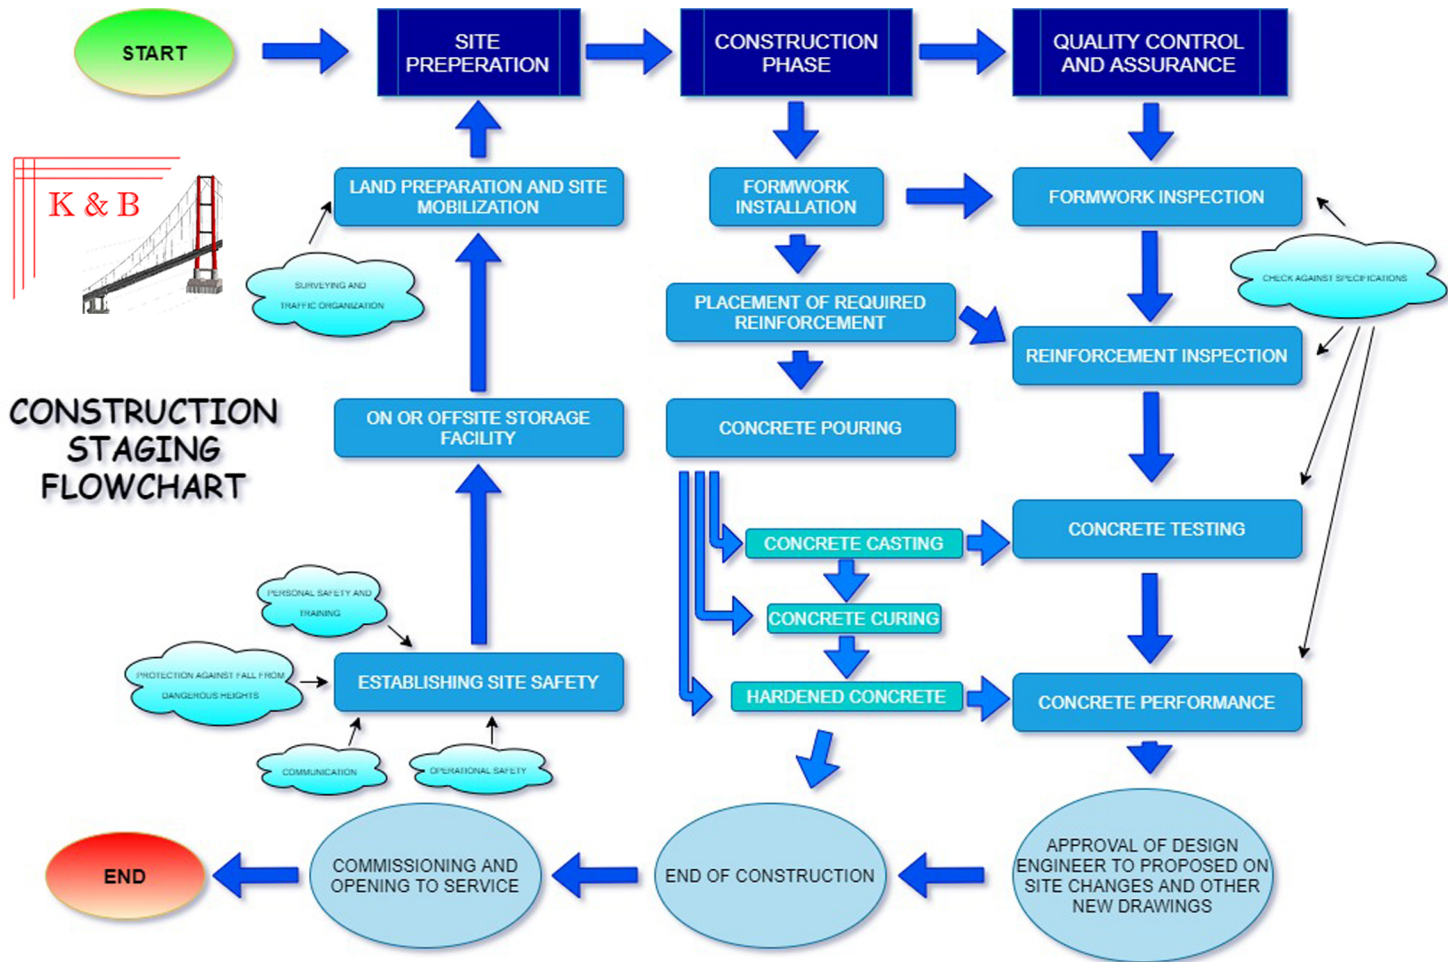 START
SITE
PREPERATION
CONSTRUCTION
PHASE
QUALITY CONTROL
AND ASSURANCE
K & B
LAND PREPARATION AND SITE
MOBILIZATION
FORMWORK
INSTALLATION
FORMWORK INSPECTION
SURVEYING AND
TRAFFIC ORGANIZATION
CHECK AGAINST SPECIFICATIONS
PLACEMENT OF REQUIRED
REINFORCEMENT
REINFORCEMENT INSPECTION
CONSTRUCTION
STAGING
FLOWCHART
ON OR OFFSITE STORAGE
FACILITY
CONCRETE POURING
CONCRETE CASTING
CONCRETE TESTING
PERSONAL SAFETY AND
TRAINING
CONCRETE CURING
PROTECTION AGAINST FALL FROM
DANGEROUS HEIGHTS
ESTABLISHING SITE SAFETY
HARDENED CONCRETE
CONCRETE PERFORMANCE
COMMUNICATION
OPERATIONAL SAFETY
END
COMMISSIONING AND
OPENING TO SERVICE
END OF CONSTRUCTION
APPROVAL OF DESIGN
ENGINEER TO PROPOSED ON
SITE CHANGES AND OTHER
NEW DRAWINGS